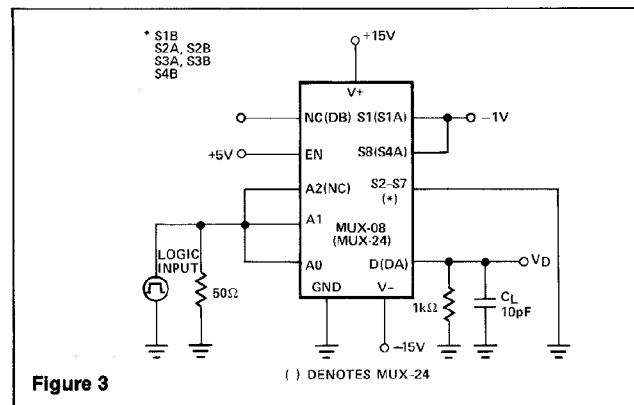 * S1B
S2A, S2B
S3A, S3B
S4B
+15V
V+
NC(DB) S1(S1A) −1V
+5V EN S8(S4A)
A2(NC) S2–S7
(*)
A1 MUX-08
(MUX-24)
LOGIC
INPUT
A0 D(DA) VD
50Ω GND V− 1kΩ CL
10pF
−15V
Figure 3
( ) DENOTES MUX-24